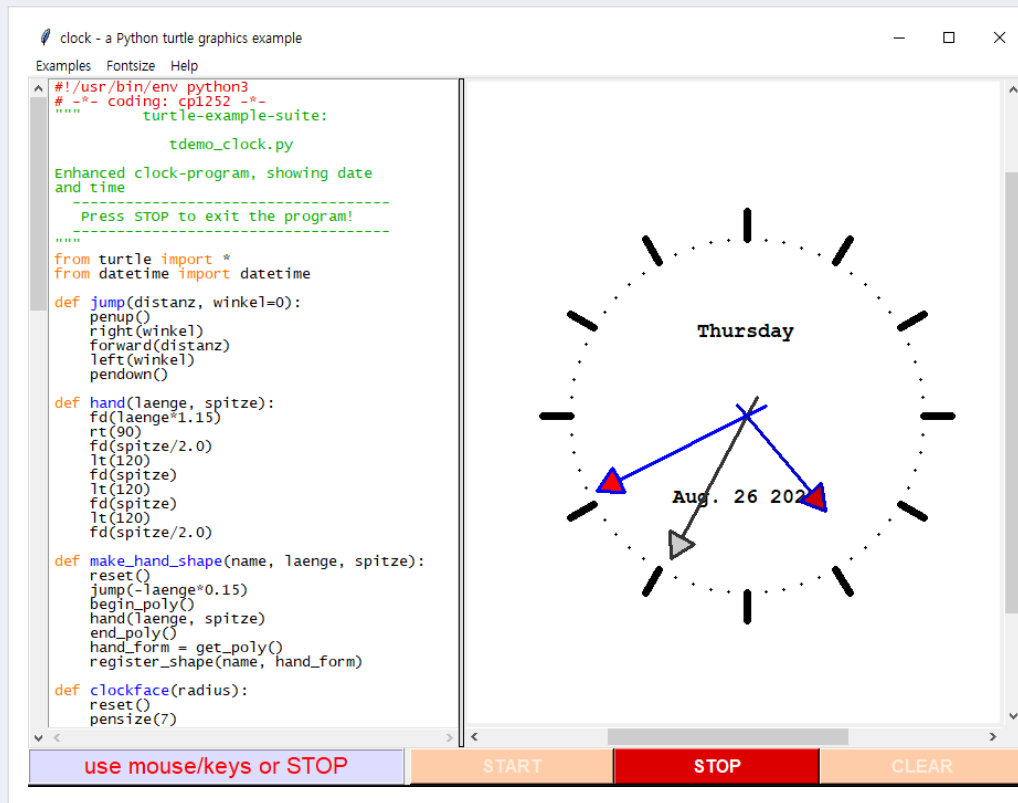 clock - a Python turtle graphics example
Examples Fontsize Help
#!/usr/bin/env python3
# -*- coding: cp1252 -*-
"""       turtle-example-suite:
             tdemo_clock.py
Enhanced clock-program, showing date
and time
  ------------------------------------
   Press STOP to exit the program!
  ------------------------------------
"""
from turtle import *
from datetime import datetime
def jump(distanz, winkel=0):
    penup()
    right(winkel)
    forward(distanz)
    left(winkel)
    pendown()
def hand(laenge, spitze):
    fd(laenge*1.15)
    rt(90)
    fd(spitze/2.0)
    lt(120)
    fd(spitze)
    lt(120)
    fd(spitze)
    lt(120)
    fd(spitze/2.0)
def make_hand_shape(name, laenge, spitze):
    reset()
    jump(-laenge*0.15)
    begin_poly()
    hand(laenge, spitze)
    end_poly()
    hand_form = get_poly()
    register_shape(name, hand_form)
def clockface(radius):
    reset()
    pensize(7)
Thursday
Aug. 26
use mouse/keys or STOP
START
STOP
CLEAR